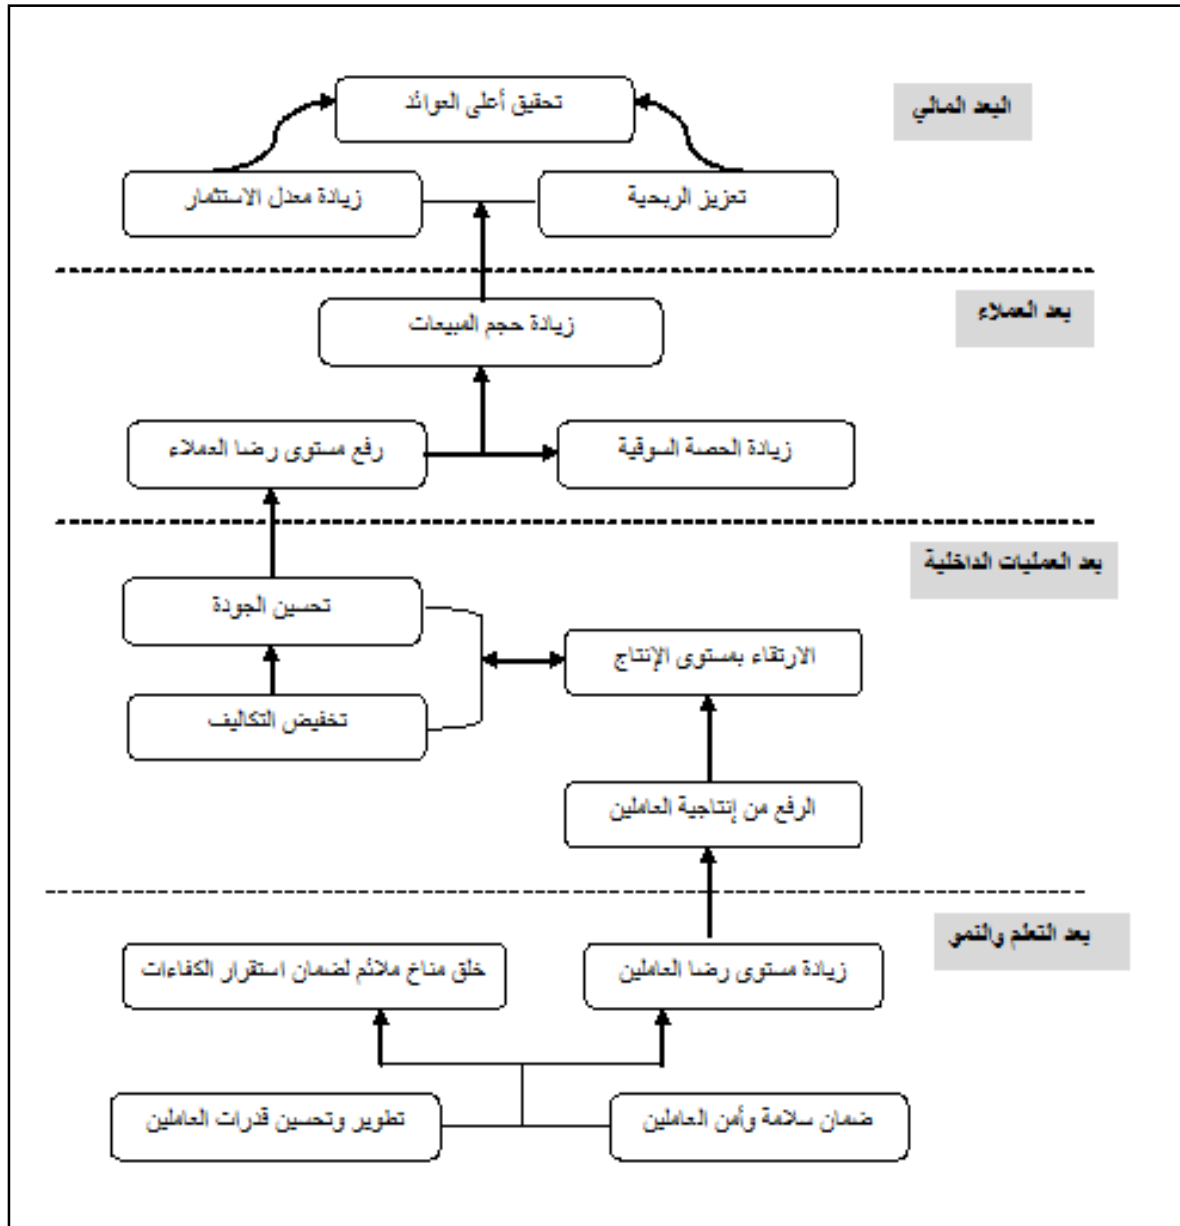 البعد المالي
تحقيق أعلى العوائد
تعزيز الربحية
زيادة معدل الاستثمار
بعد العملاء
زيادة حجم المبيعات
زيادة الحصة السوقية
رفع مستوى رضا العملاء
بعد العمليات الداخلية
تحسين الجودة
الارتقاء بمستوى الإنتاج
تخفيض التكاليف
الرفع من إنتاجية العاملين
بعد التعلم والنمو
زيادة مستوى رضا العاملين
خلق مناخ ملائم لضمان استقرار الكفاءات
ضمان سلامة وأمن العاملين
تطوير وتحسين قدرات العاملين